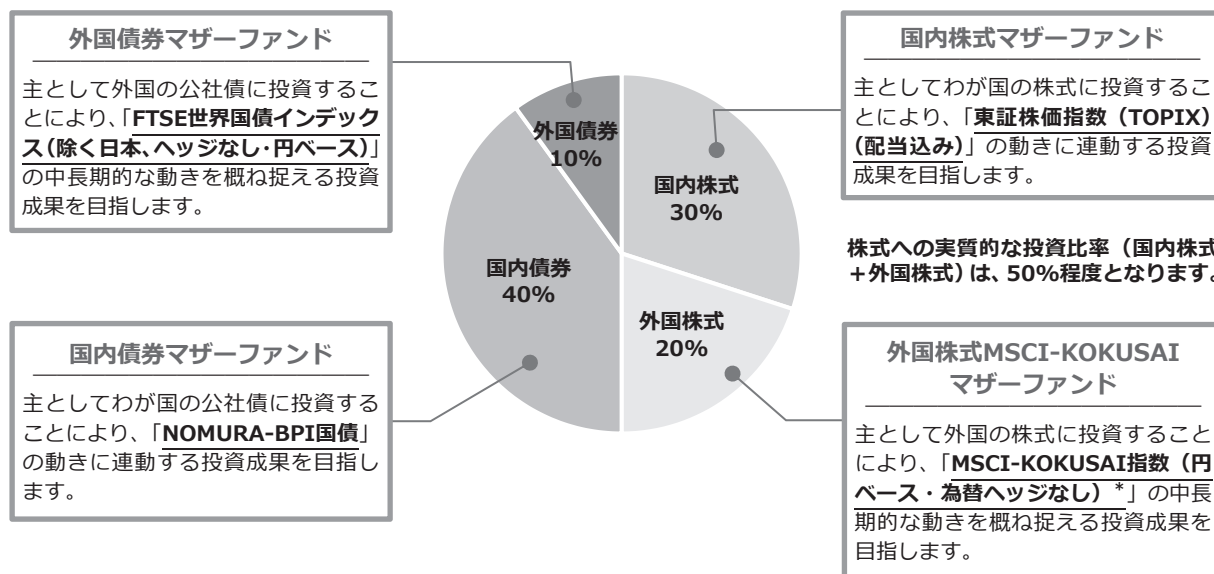 外国債券マザーファンド
主として外国の公社債に投資するこ
とにより、「FTSE世界国債インデック
ス（除く日本、ヘッジなし・円ベース）」
の中長期的な動きを概ね捉える投資
成果を目指します。
国内株式マザーファンド
主としてわが国の株式に投資するこ
とにより、「東証株価指数（TOPIX）
（配当込み）」の動きに連動する投資
成果を目指します。
外国債券
10%
国内株式
30%
国内債券
40%
外国株式
20%
株式への実質的な投資比率（国内株式
＋外国株式）は、50%程度となります。
国内債券マザーファンド
主としてわが国の公社債に投資する
ことにより、「NOMURA-BPI国債」
の動きに連動する投資成果を目指し
ます。
外国株式MSCI-KOKUSAI
マザーファンド
主として外国の株式に投資すること
により、「MSCI-KOKUSAI指数（円
ベース・為替ヘッジなし）*」の中長
期的な動きを概ね捉える投資成果を
目指します。